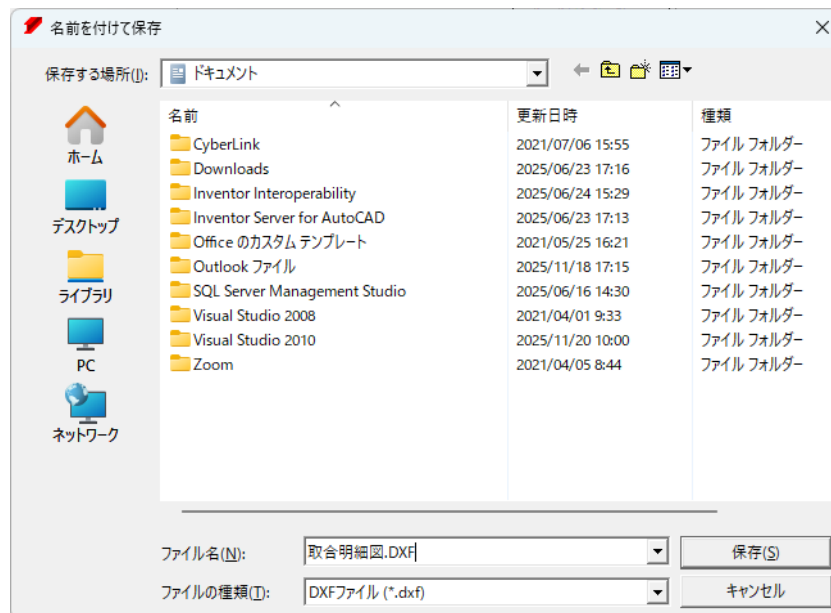 名前を付けて保存
保存する場所(I): ドキュメント
ホーム
デスクトップ
ライブラリ
PC
ネットワーク
名前 更新日時 種類
CyberLink 2021/07/06 15:55 ファイル フォルダー
Downloads 2025/06/23 17:16 ファイル フォルダー
Inventor Interoperability 2025/06/24 15:29 ファイル フォルダー
Inventor Server for AutoCAD 2025/06/23 17:13 ファイル フォルダー
Office のカスタム テンプレート 2021/05/25 16:21 ファイル フォルダー
Outlook ファイル 2025/11/18 17:15 ファイル フォルダー
SQL Server Management Studio 2025/06/16 14:30 ファイル フォルダー
Visual Studio 2008 2021/04/01 9:33 ファイル フォルダー
Visual Studio 2010 2025/11/20 10:00 ファイル フォルダー
Zoom 2021/04/05 8:44 ファイル フォルダー
ファイル名(N): 取合明細図.DXF 保存(S)
ファイルの種類(T): DXFファイル (*.dxf) キャンセル